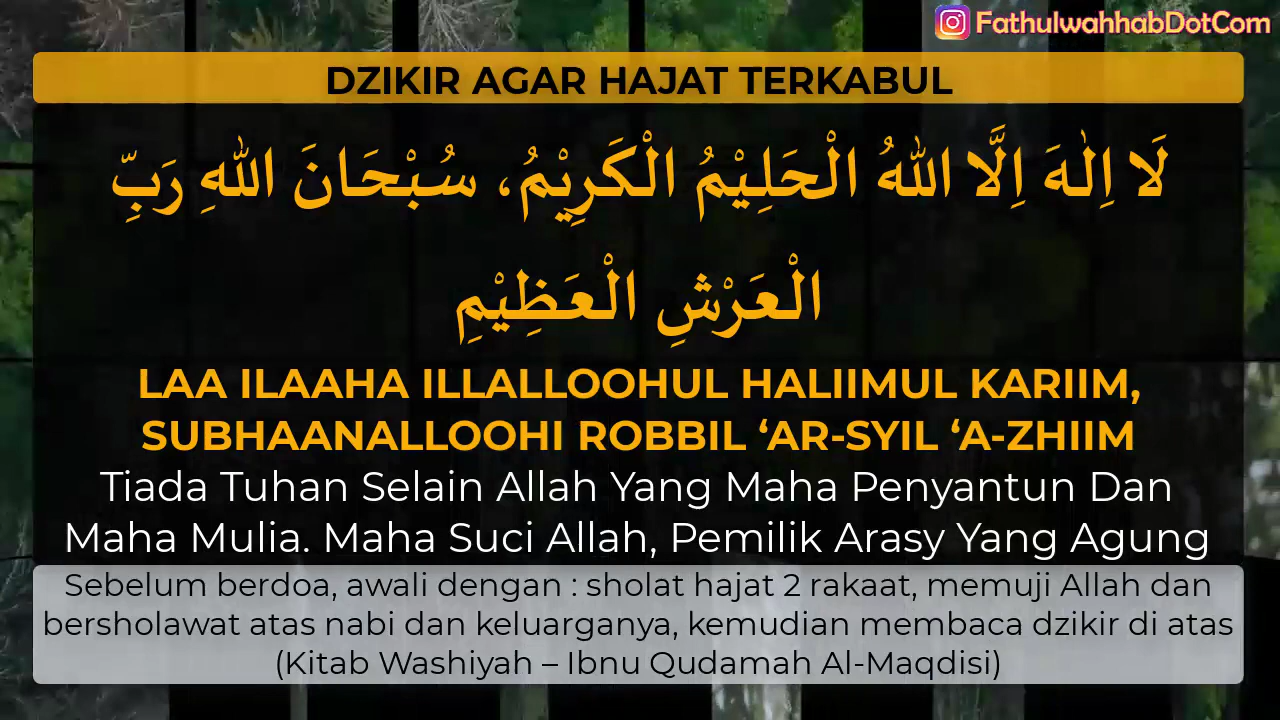 FathulwahhabDotCom
DZIKIR AGAR HAJAT TERKABUL
لَا اِلٰهَ اِلَّا اللهُ الْحَلِيْمُ الْكَرِيْمُ، سُبْحَانَ اللهِ رَبِّ
الْعَرْشِ الْعَظِيْمِ
LAA ILAAHA ILLALLOOHUL HALIIMUL KARIIM,
SUBHAANALLOOHI ROBBIL ‘AR-SYIL ‘A-ZHIIM
Tiada Tuhan Selain Allah Yang Maha Penyantun Dan
Maha Mulia. Maha Suci Allah, Pemilik Arasy Yang Agung
Sebelum berdoa, awali dengan : sholat hajat 2 rakaat, memuji Allah dan
bersholawat atas nabi dan keluarganya, kemudian membaca dzikir di atas
(Kitab Washiyah – Ibnu Qudamah Al-Maqdisi)